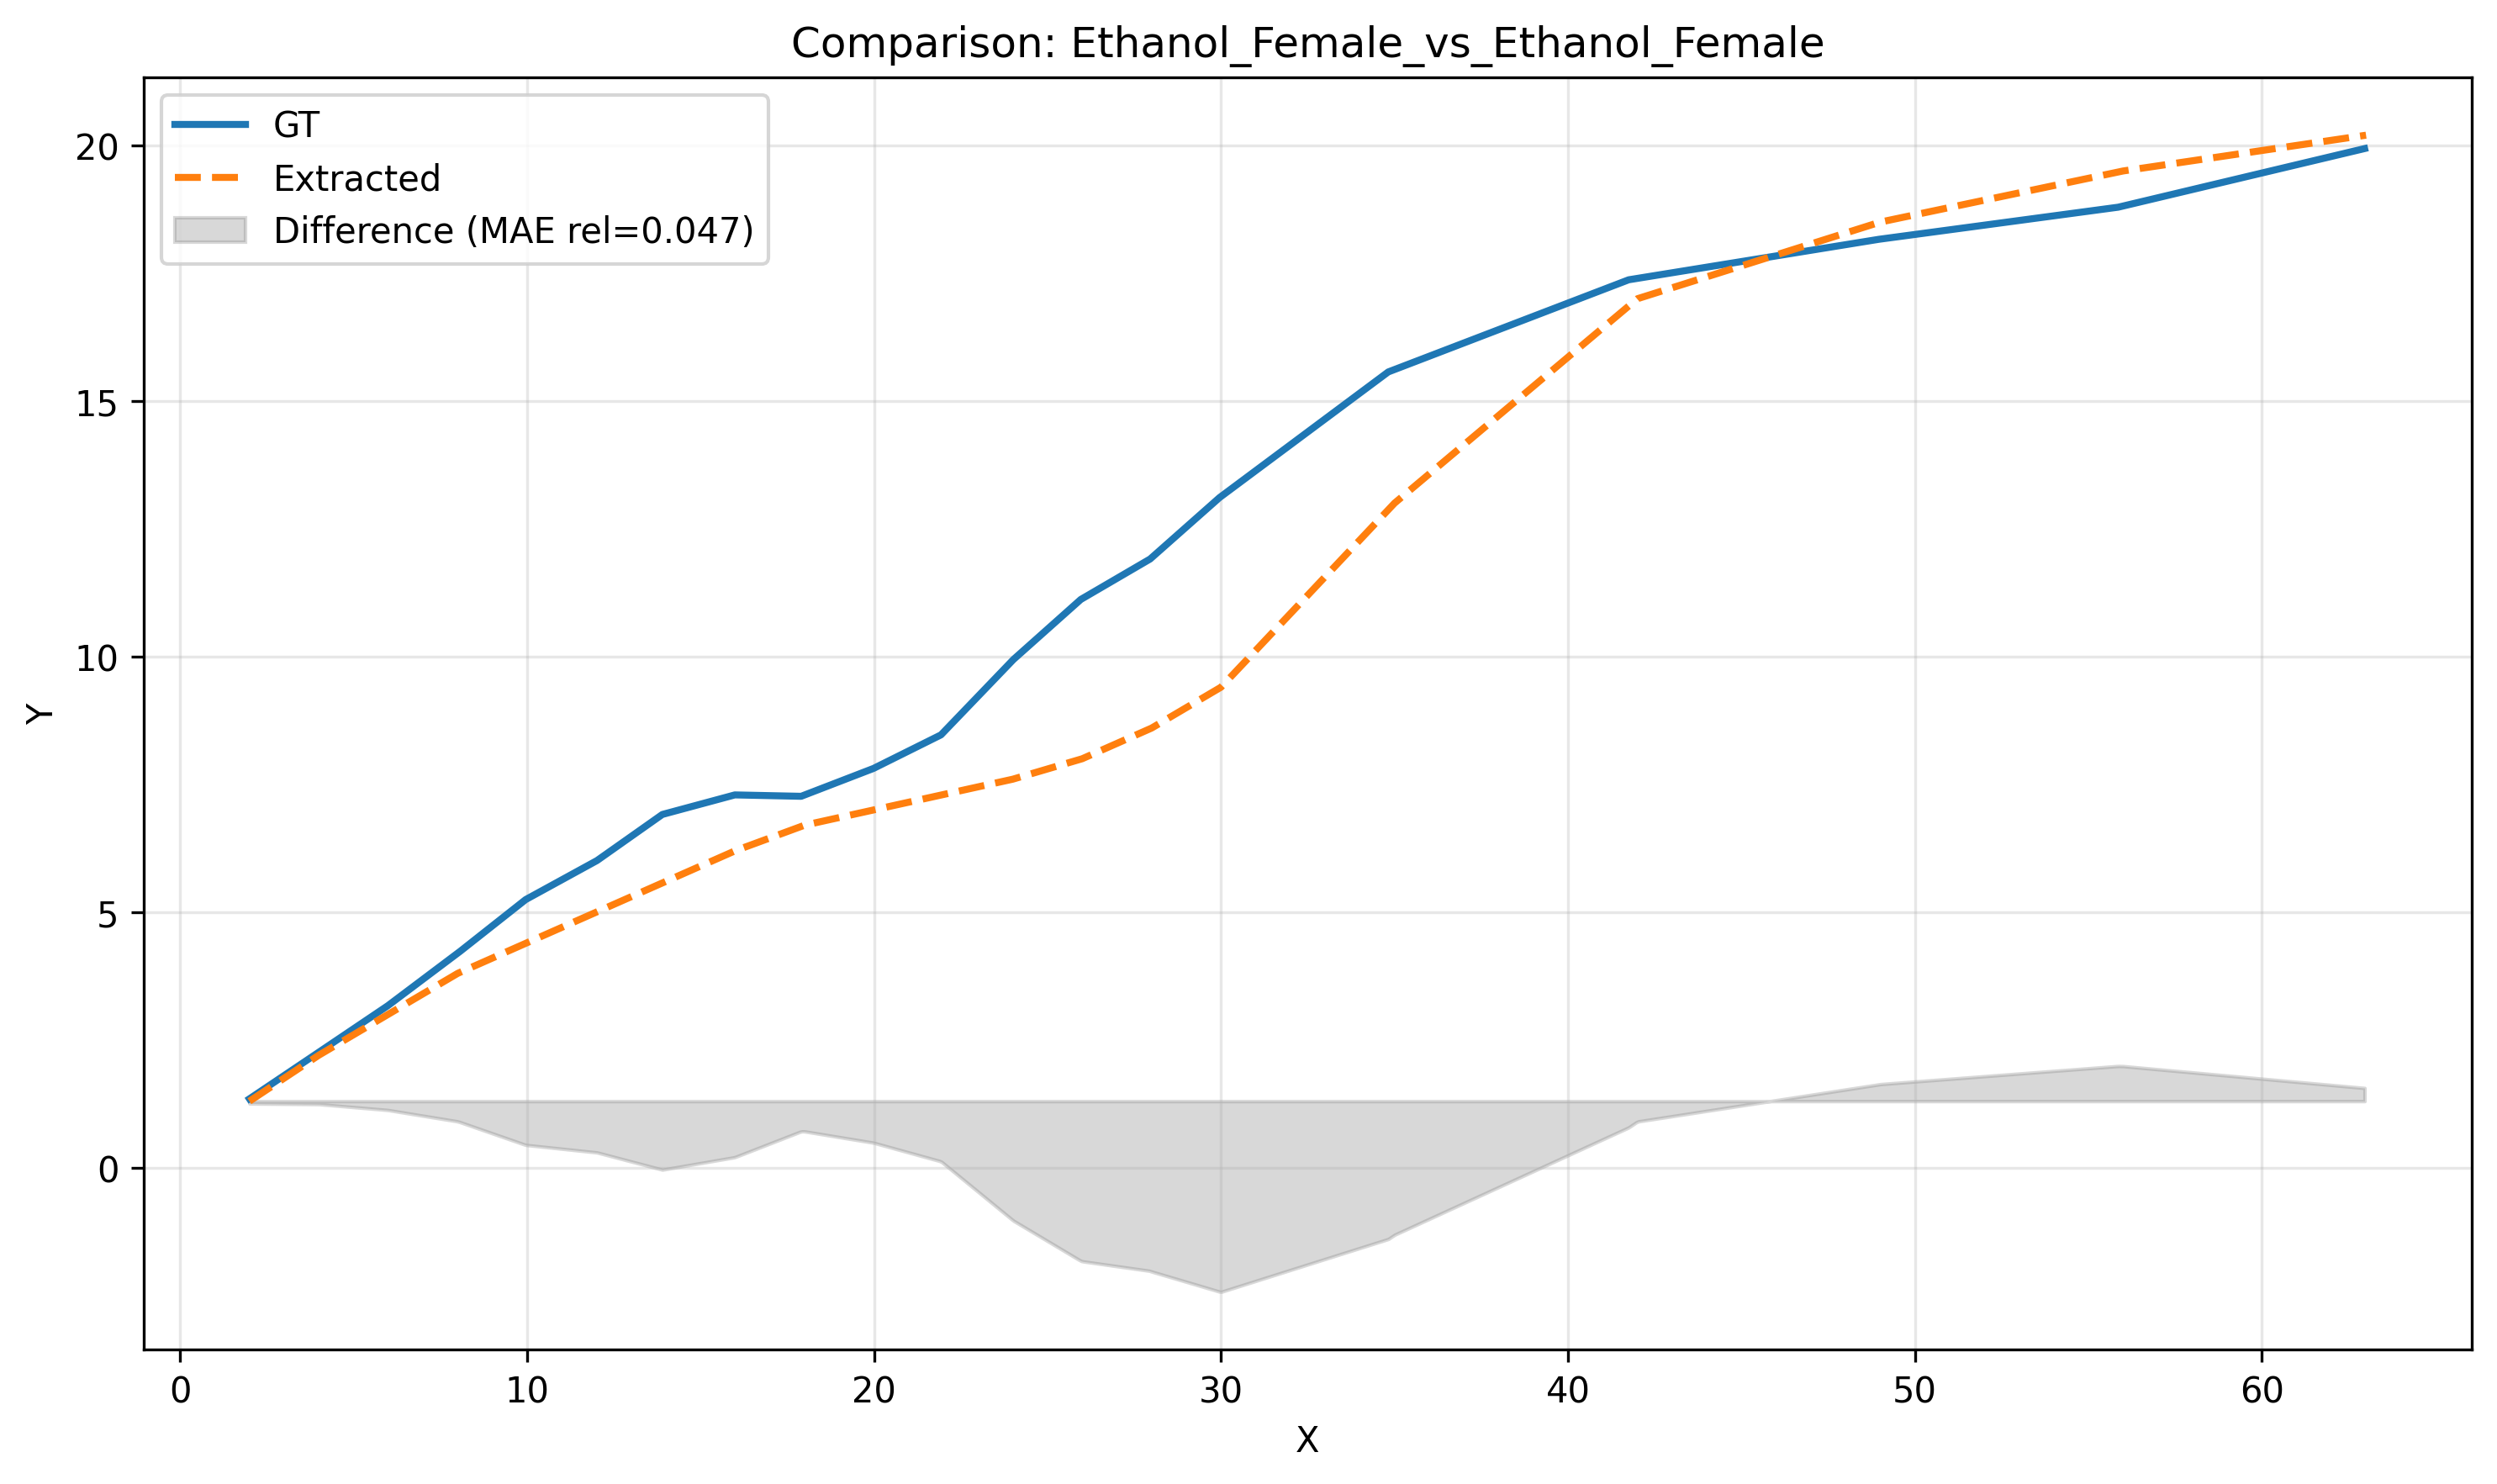 Comparison: Ethanol_Female_vs_Ethanol_Female
GT
Extracted
Difference (MAE rel=0.047)
20
15
10
5
0
Y
0 10 20 30 40 50 60
X